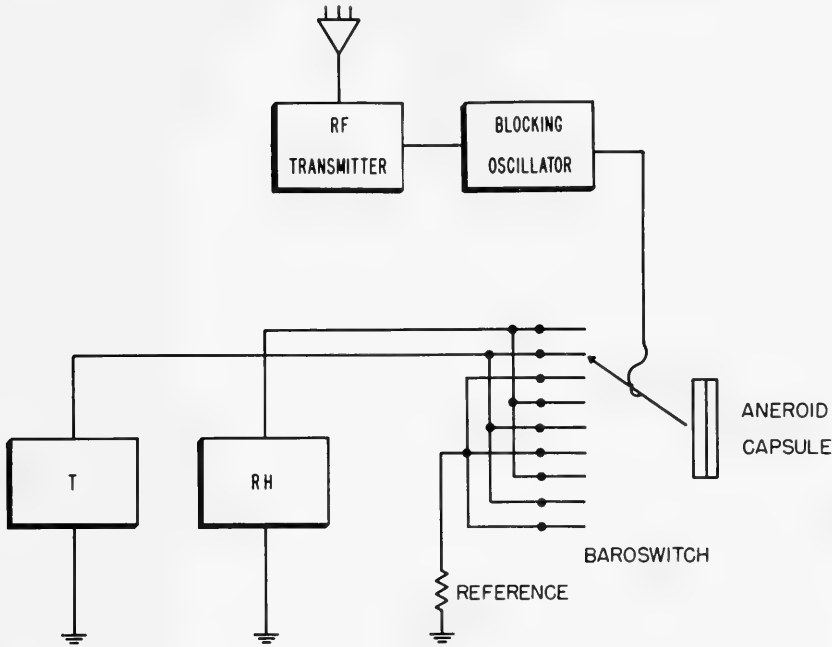 RF
TRANSMITTER
BLOCKING
OSCILLATOR
ANEROID
CAPSULE
T
RH
BAROSWITCH
REFERENCE